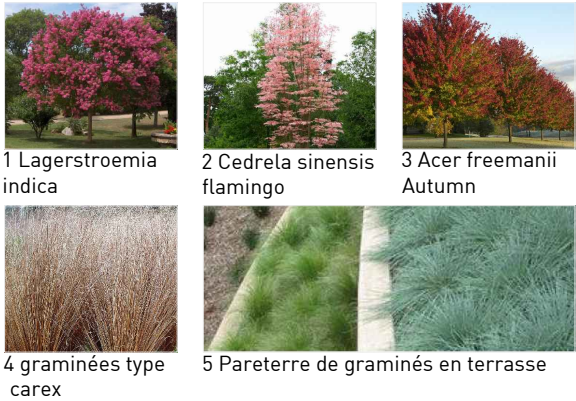 1 Lagerstroemia
indica
2 Cedrela sinensis
flamingo
3 Acer freemanii
Autumn
4 graminées type
carex
5 Pareterre de graminés en terrasse